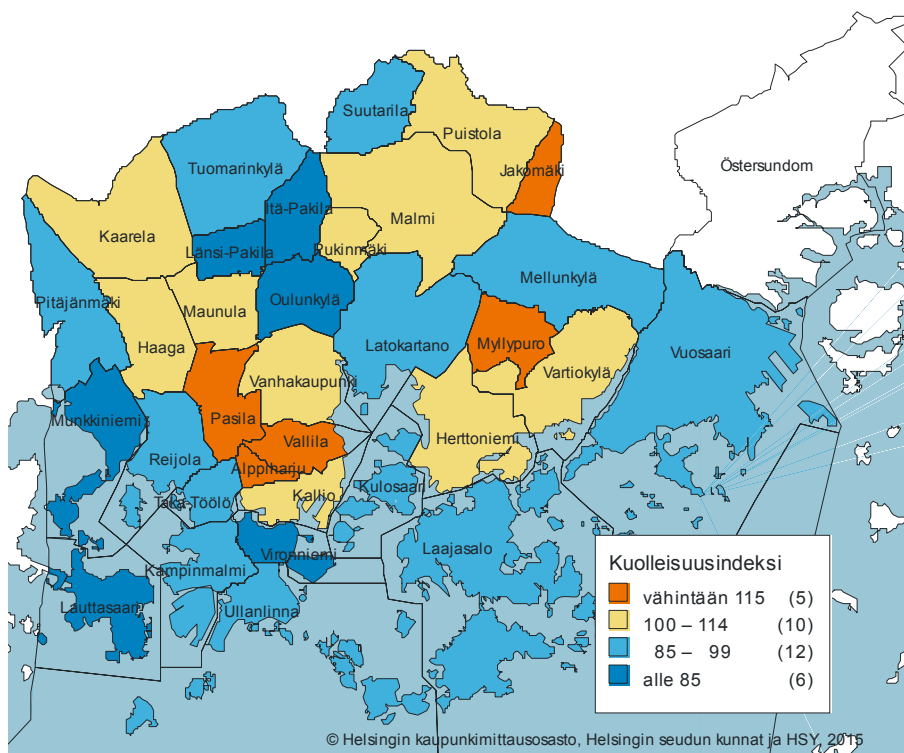 Suutarila
Puistola
Östersundom
Jakomäki
Tuomarinkylä
Itä-Pakila
Malmi
Kaarela
Länsi-Pakila
Pukinmäki
Mellunkylä
Pitäjänmäki
Oulunkylä
Maunula
Latokartano
Myllypuro
Haaga
Vuosaari
Vartiokylä
Vanhakaupunki
Munkkiniemi
Pasila
Herttoniemi
Vallila
Reijola
Alppiharju
Kulosaari
Kallio
Taka-Töölö
Laajasalo
Vironniemi
Kampinmalmi
Lauttasaari
Ullanlinna
Kuolleisuusindeksi
vähintään 115 (5)
100 – 114 (10)
85 – 99 (12)
alle 85 (6)
© Helsingin kaupunkimittausosasto, Helsingin seudun kunnat ja HSY, 2015